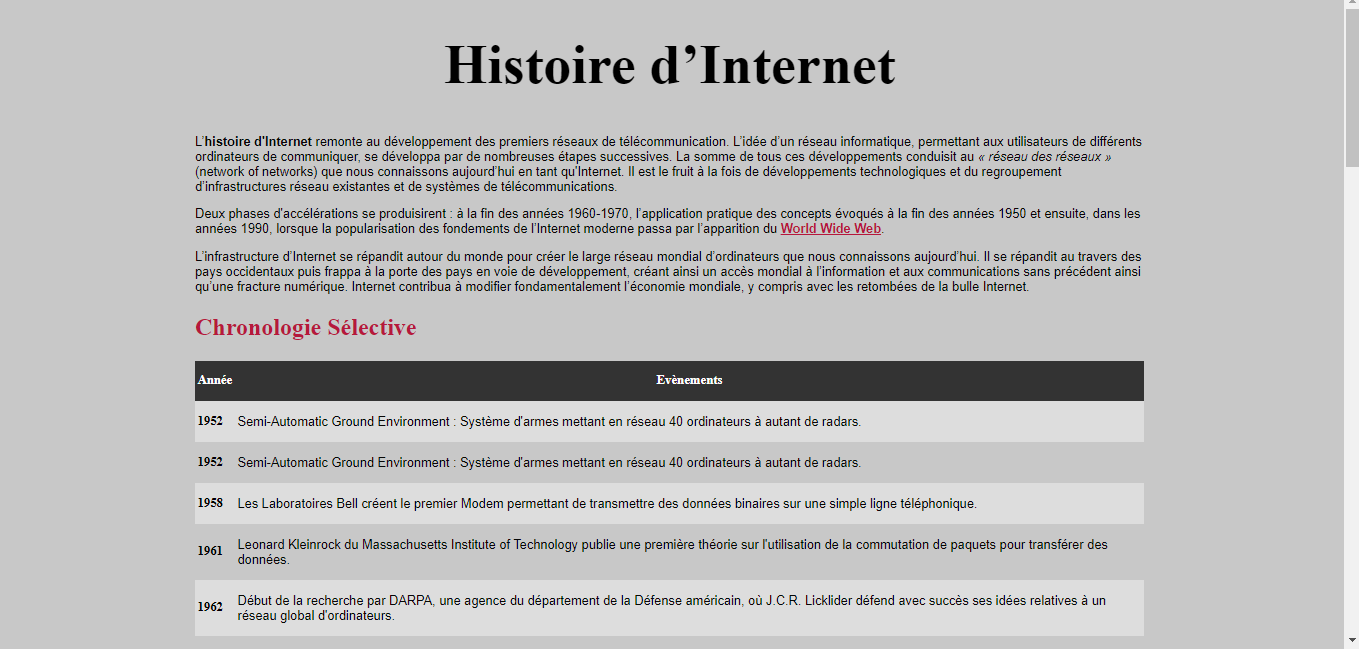 Histoire d’Internet
L’histoire d'Internet remonte au développement des premiers réseaux de télécommunication. L’idée d’un réseau informatique, permettant aux utilisateurs de différents
ordinateurs de communiquer, se développa par de nombreuses étapes successives. La somme de tous ces développements conduisit au « réseau des réseaux »
(network of networks) que nous connaissons aujourd’hui en tant qu'Internet. Il est le fruit à la fois de développements technologiques et du regroupement
d’infrastructures réseau existantes et de systèmes de télécommunications.
Deux phases d'accélérations se produisirent : à la fin des années 1960-1970, l’application pratique des concepts évoqués à la fin des années 1950 et ensuite, dans les
années 1990, lorsque la popularisation des fondements de l’Internet moderne passa par l’apparition du World Wide Web.
L’infrastructure d’Internet se répandit autour du monde pour créer le large réseau mondial d’ordinateurs que nous connaissons aujourd’hui. Il se répandit au travers des
pays occidentaux puis frappa à la porte des pays en voie de développement, créant ainsi un accès mondial à l’information et aux communications sans précédent ainsi
qu’une fracture numérique. Internet contribua à modifier fondamentalement l’économie mondiale, y compris avec les retombées de la bulle Internet.
Chronologie Sélective
Année Evènements
1952 Semi-Automatic Ground Environment : Système d'armes mettant en réseau 40 ordinateurs à autant de radars.
1952 Semi-Automatic Ground Environment : Système d'armes mettant en réseau 40 ordinateurs à autant de radars.
1958 Les Laboratoires Bell créent le premier Modem permettant de transmettre des données binaires sur une simple ligne téléphonique.
1961 Leonard Kleinrock du Massachusetts Institute of Technology publie une première théorie sur l'utilisation de la commutation de paquets pour transférer des
données.
1962 Début de la recherche par DARPA, une agence du département de la Défense américain, où J.C.R. Licklider défend avec succès ses idées relatives à un
réseau global d'ordinateurs.